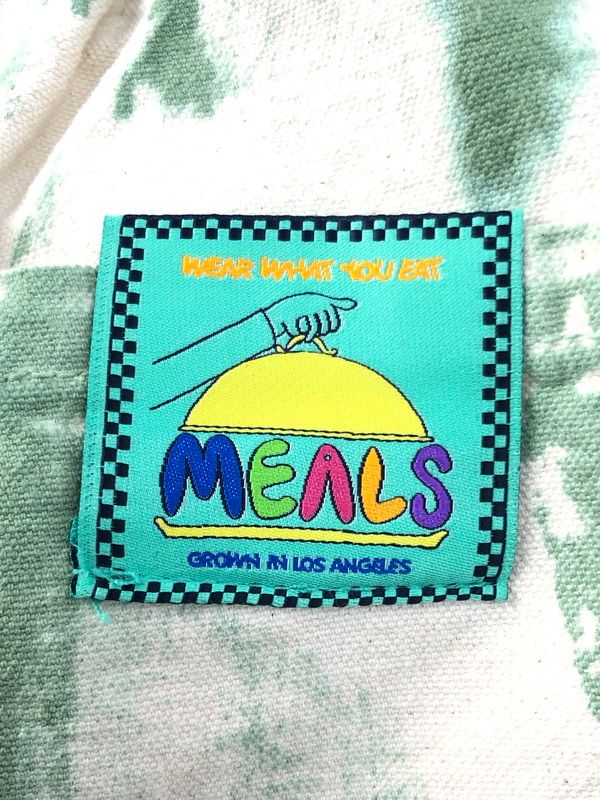 WEAR WHAT YOU EAT
MEALS
GROWN IN LOS ANGELES